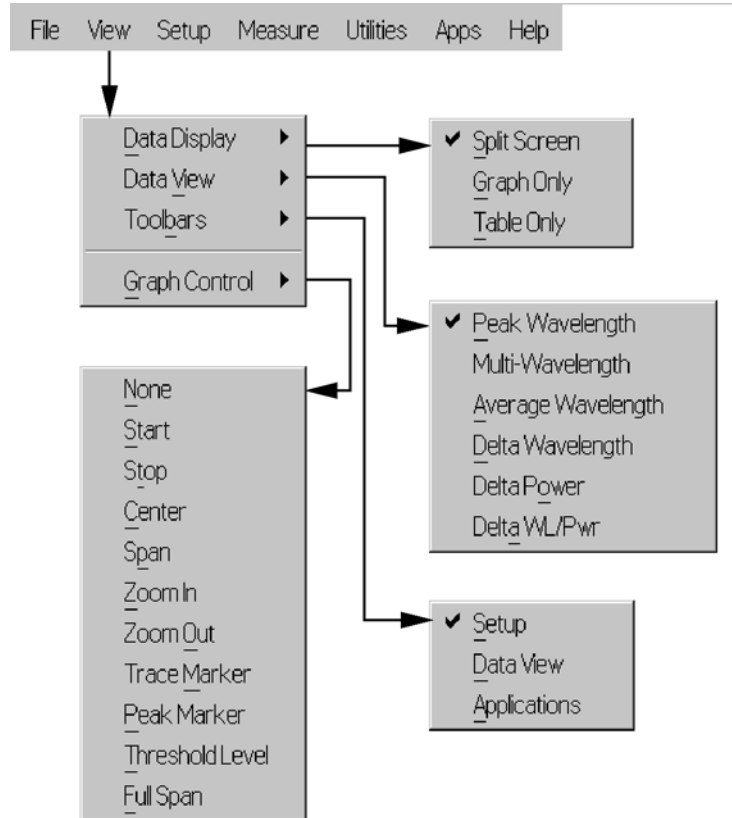 File View Setup Measure Utilities Apps Help
Data Display
Data View
Toolbars
Graph Control
Split Screen
Graph Only
Table Only
Peak Wavelength
Multi-Wavelength
Average Wavelength
Delta Wavelength
Delta Power
Delta WL/Pwr
Setup
Data View
Applications
None
Start
Stop
Center
Span
Zoom In
Zoom Out
Trace Marker
Peak Marker
Threshold Level
Full Span